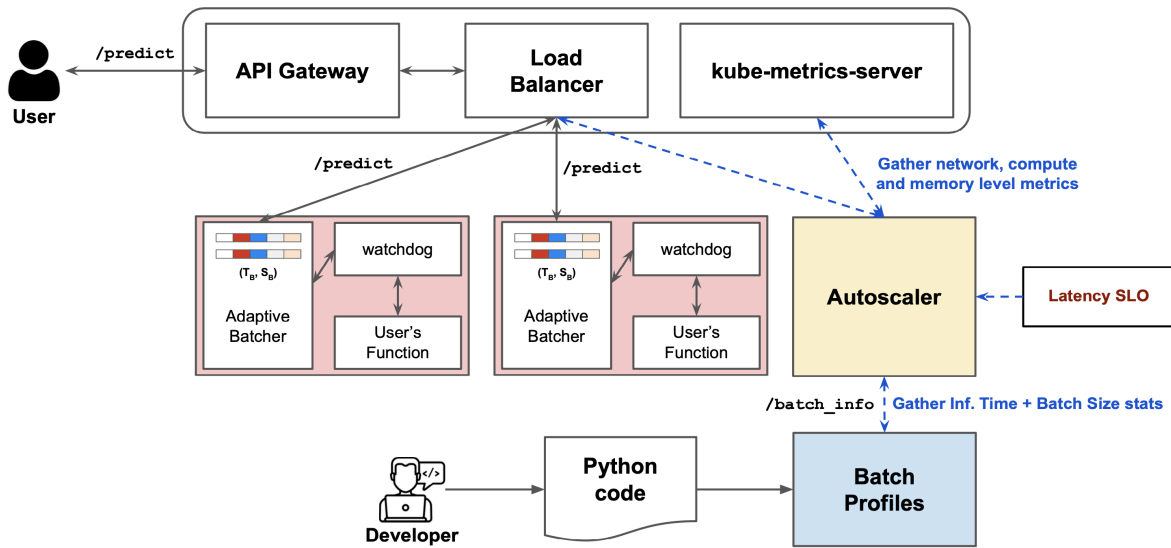 /predict
User
API Gateway
Load
Balancer
kube-metrics-server
/predict
/predict
Gather network, compute
and memory level metrics
(T_B, S_B)
Adaptive
Batcher
watchdog
User's
Function
(T_B, S_B)
Adaptive
Batcher
watchdog
User's
Function
Autoscaler
Latency SLO
/batch_info
Gather Inf. Time + Batch Size stats
</>
Developer
Python
code
Batch
Profiles